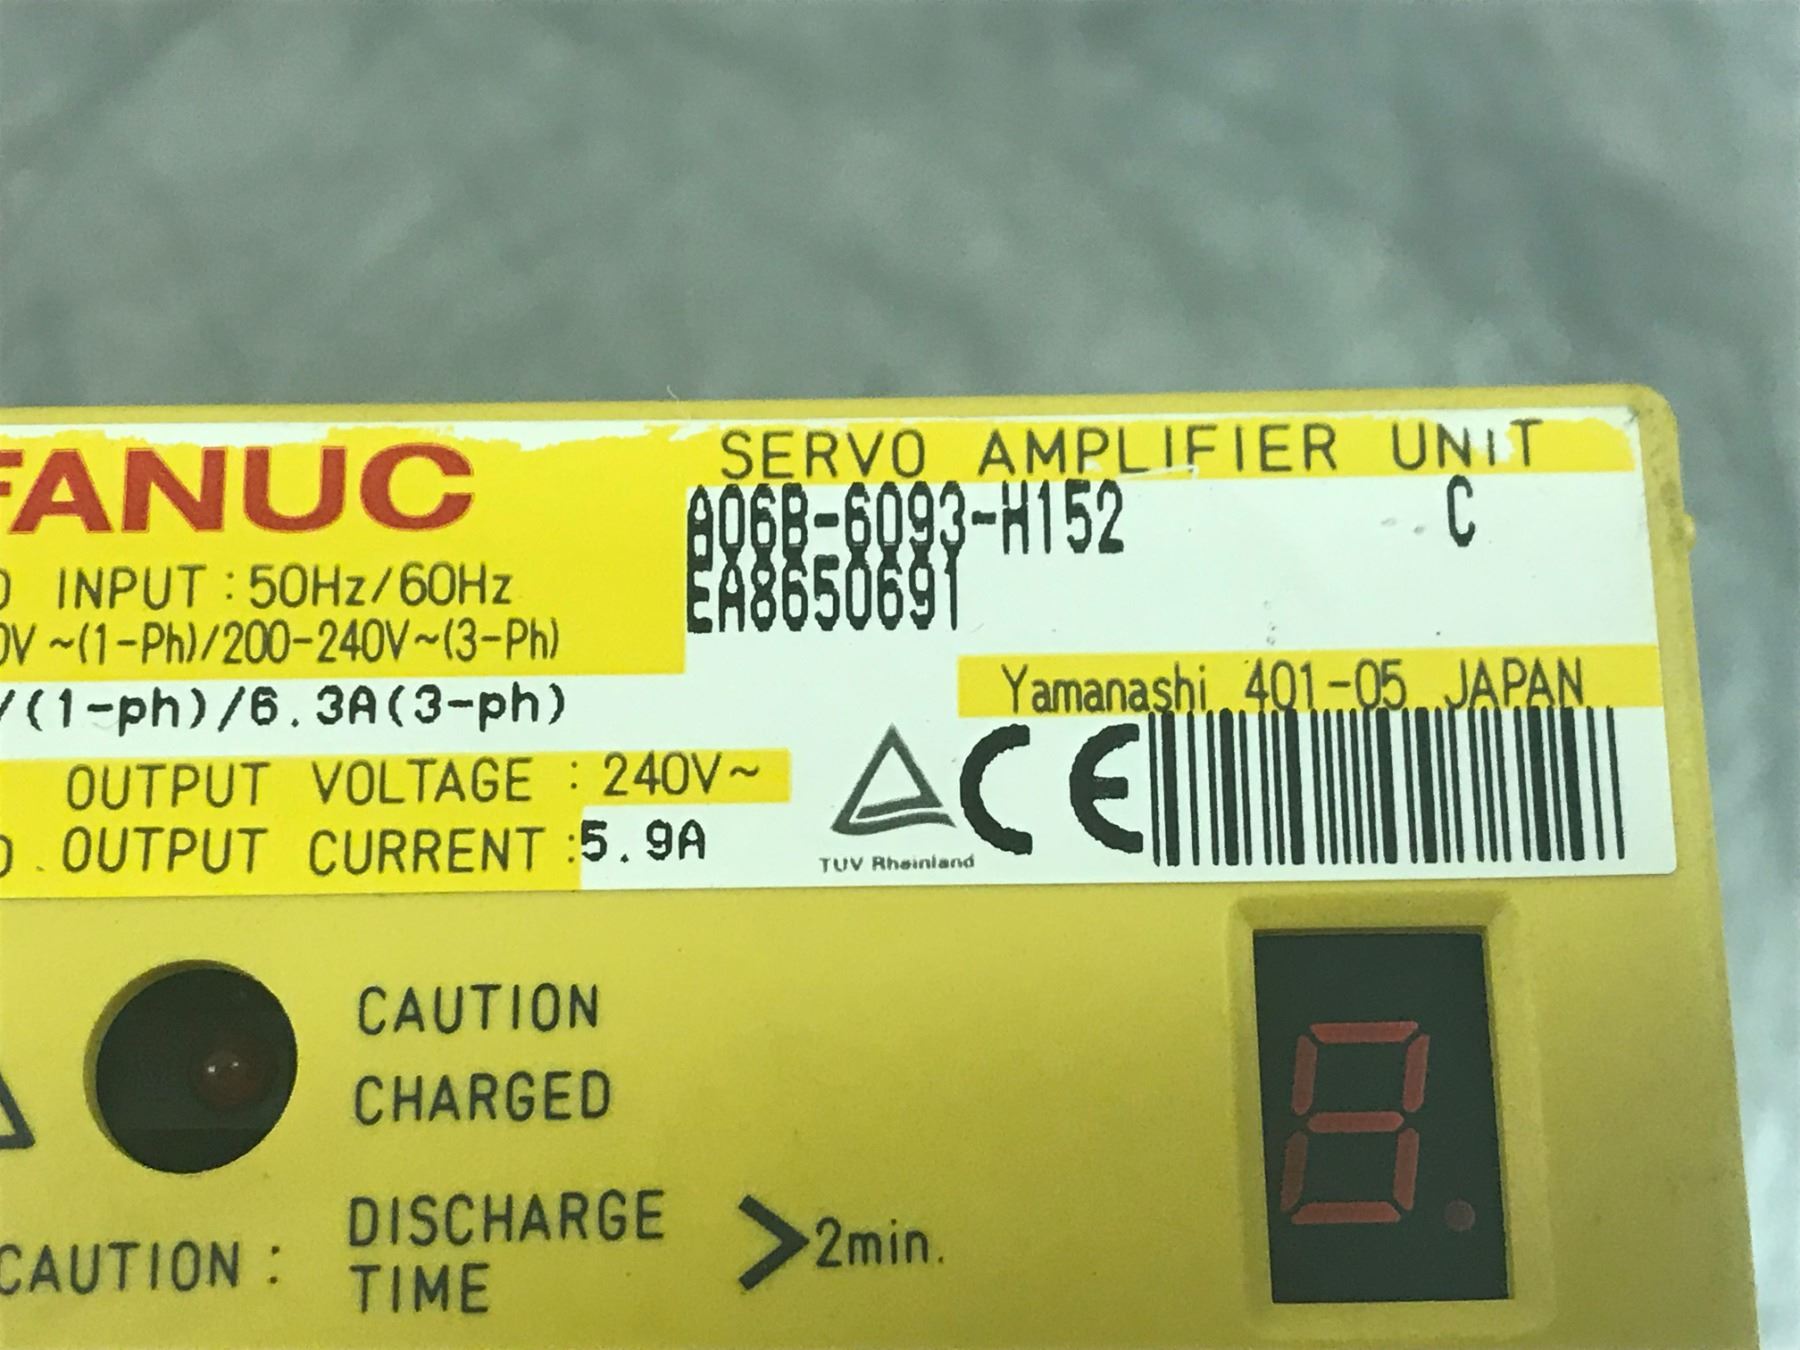 FANUC
SERVO AMPLIFIER UNIT
A06B-6093-H152 C
EA8650691
INPUT : 50Hz/60Hz
0V~(1-Ph)/200-240V~(3-Ph)
/(1-ph)/6.3A(3-ph)
Yamanashi 401-05 JAPAN
OUTPUT VOLTAGE : 240V~
OUTPUT CURRENT : 5.9A
TUV Rheinland
CE
CAUTION
CHARGED
CAUTION : DISCHARGE TIME >2min.
8.